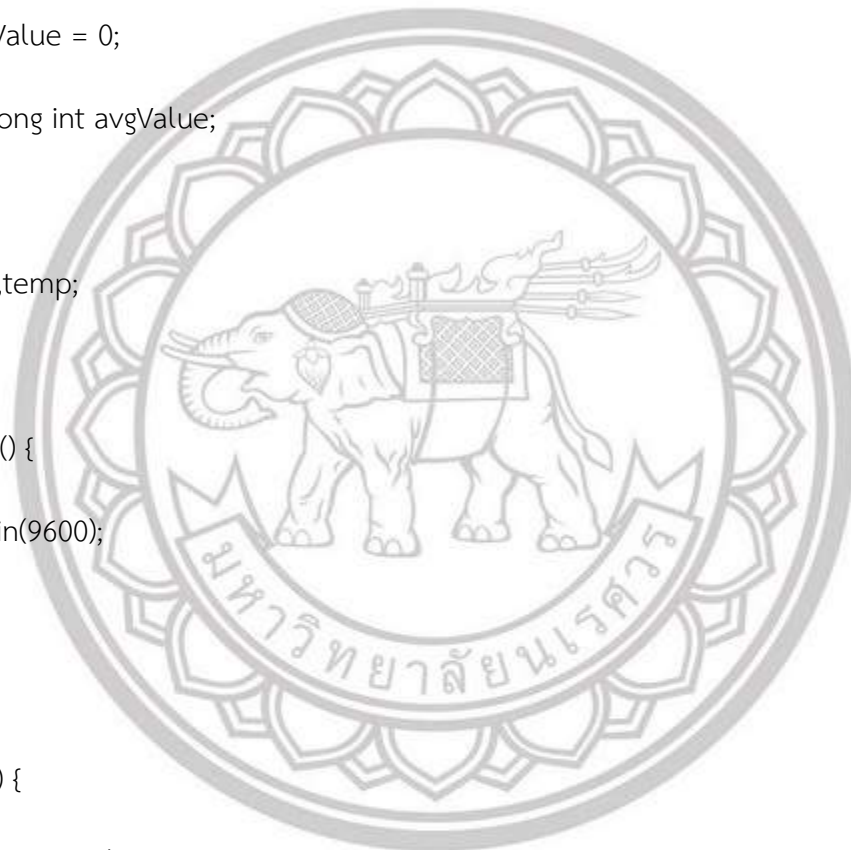 Value = 0;
ong int avgValue;
,temp;
() {
in(9600);
มหาวิทยาลัยนเรศวร
) {